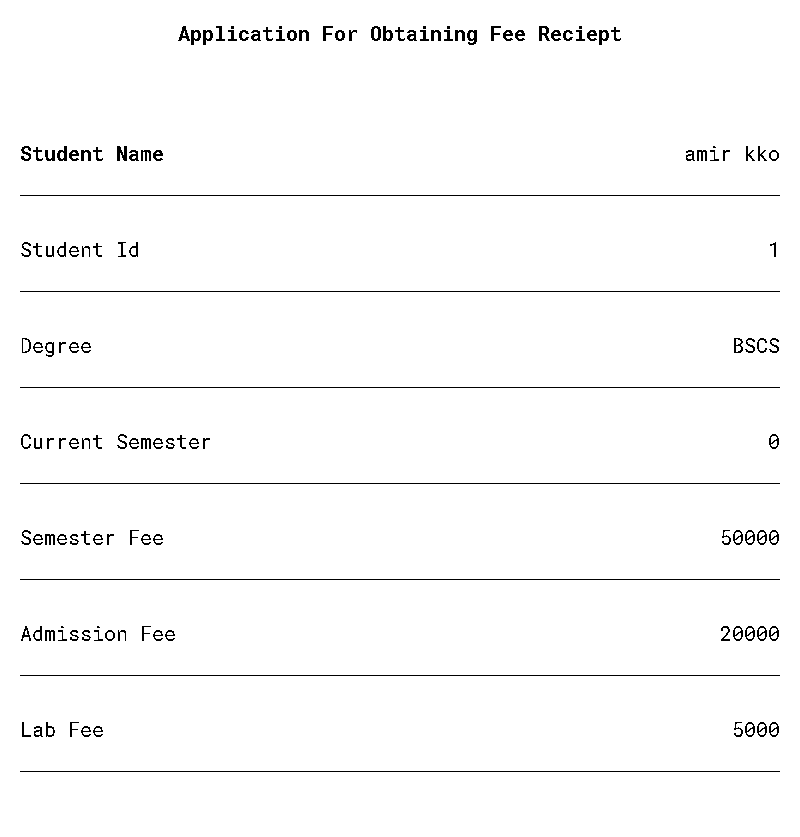 Application For Obtaining Fee Reciept
Student Name amir kko
Student Id 1
Degree BSCS
Current Semester 0
Semester Fee 50000
Admission Fee 20000
Lab Fee 5000